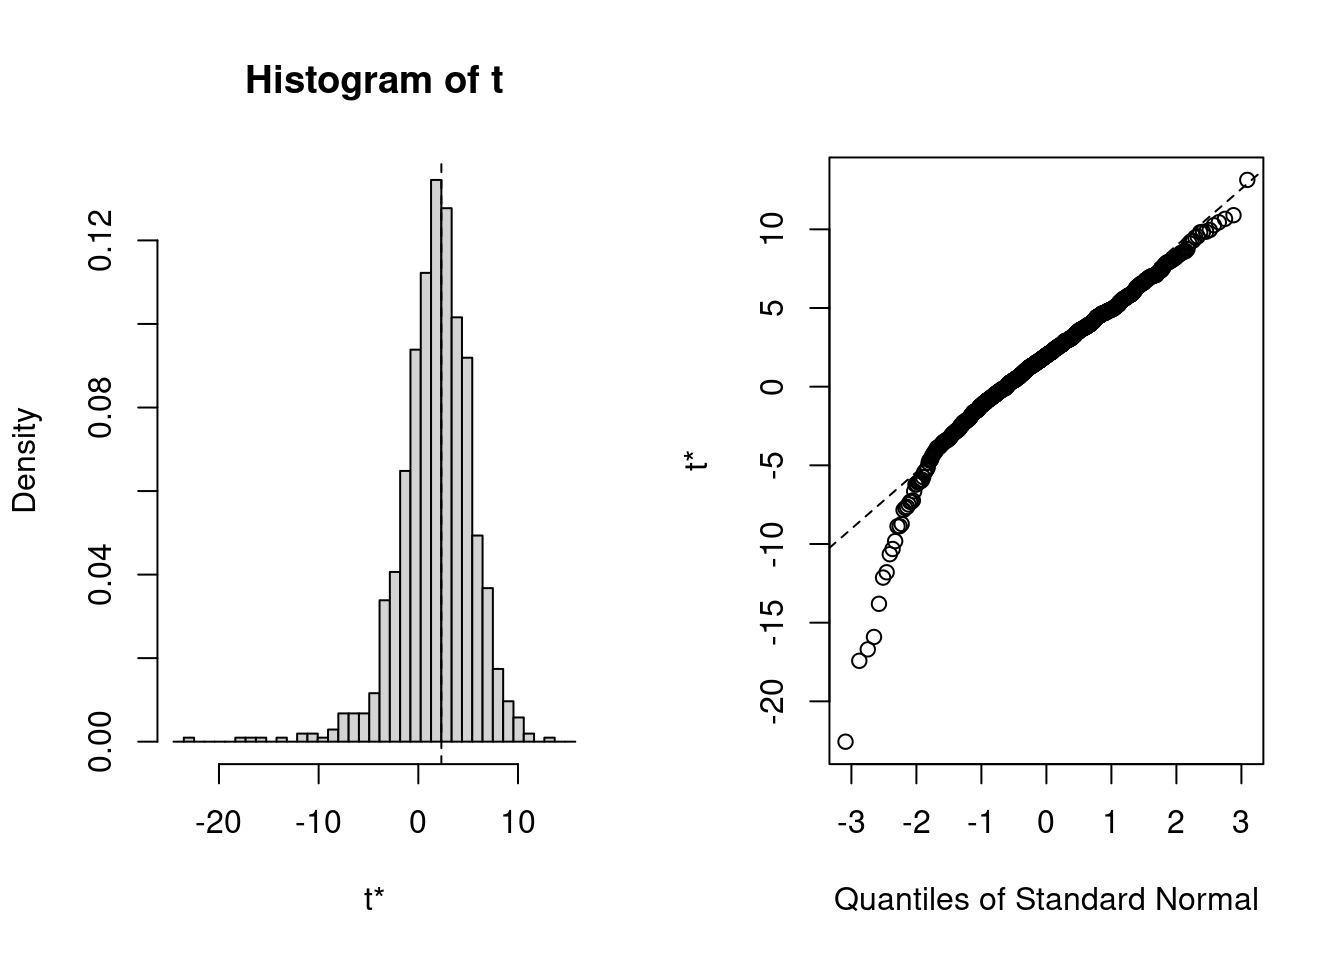 Histogram of t
Density
0.00 0.04 0.08 0.12
-20 -10 0 10
t*
t*
-20 -15 -10 -5 0 5 10
-3 -2 -1 0 1 2 3
Quantiles of Standard Normal